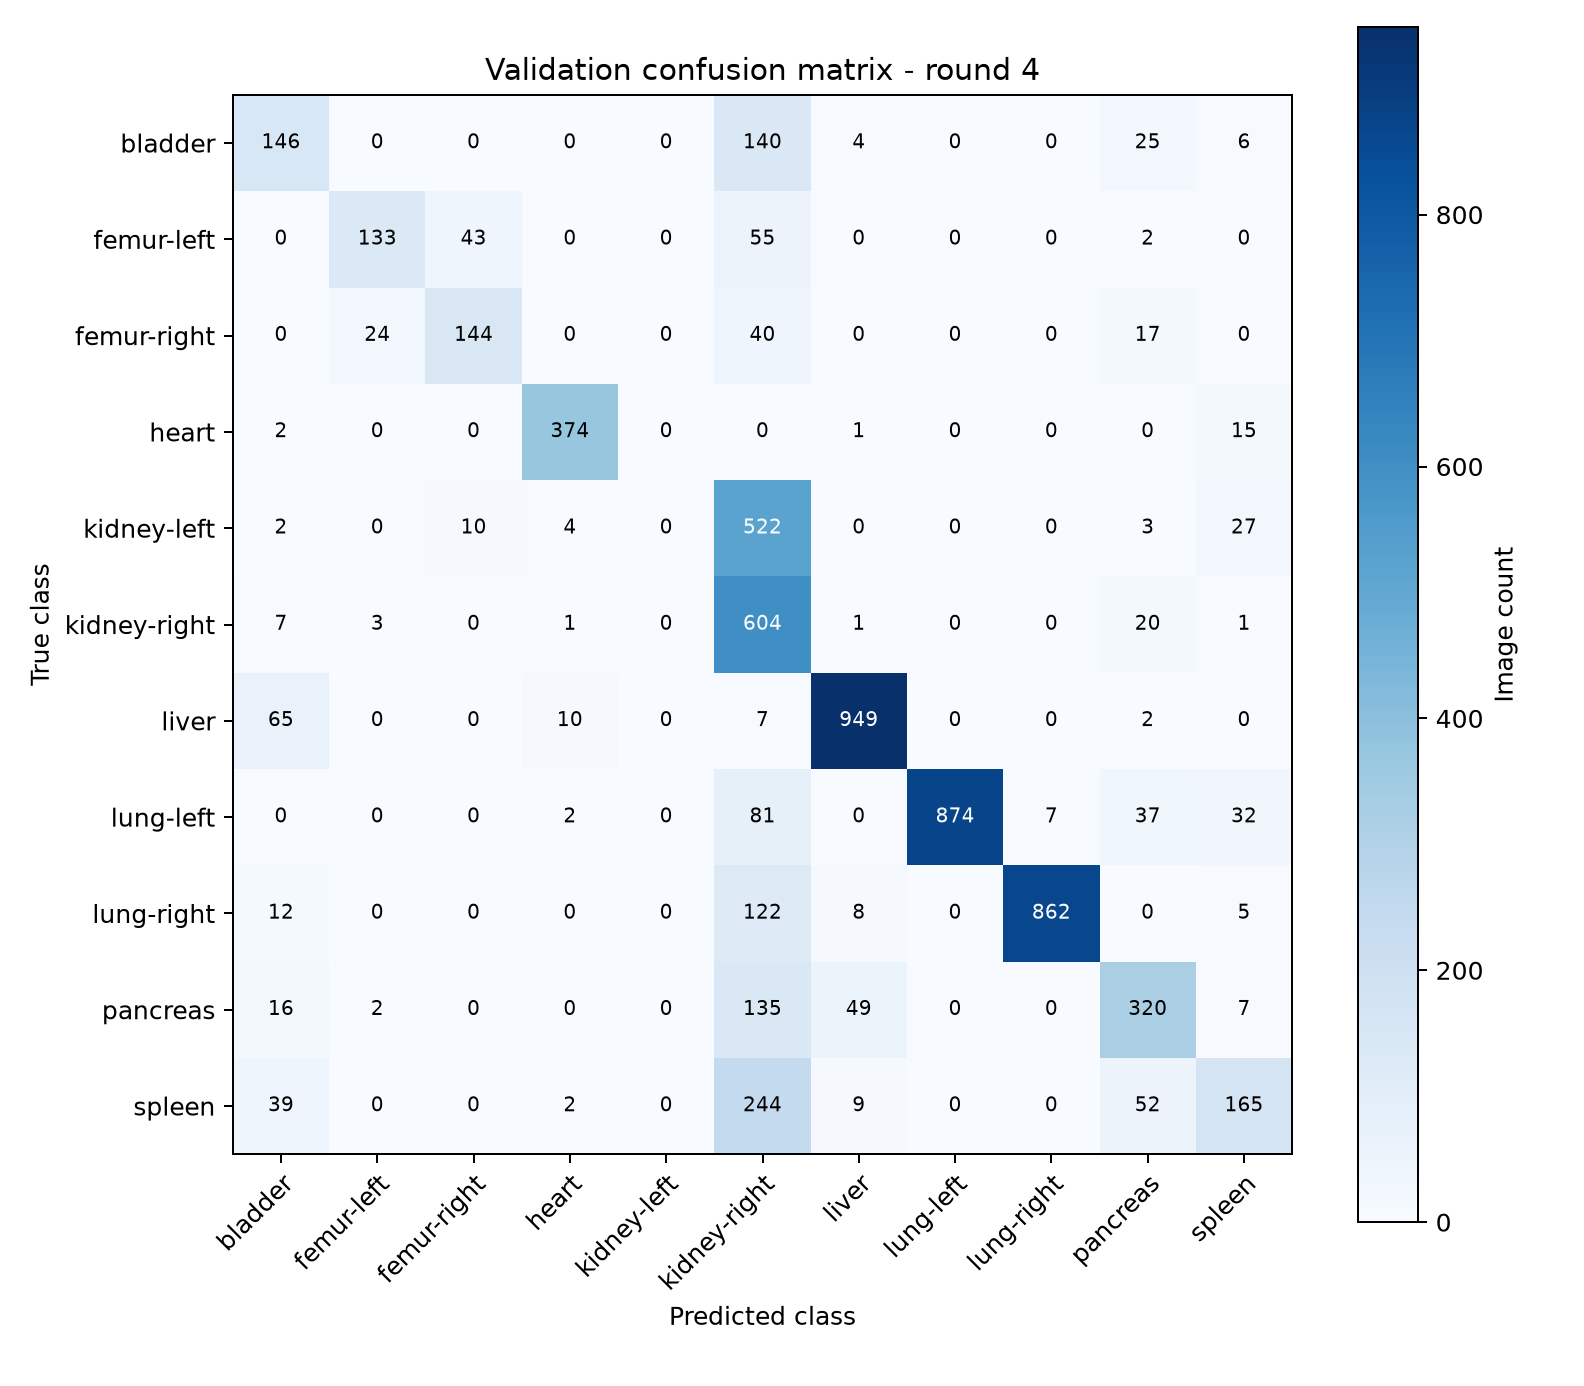 Validation confusion matrix - round 4
bladder 146 0 0 0 0 140 4 0 0 25 6
femur-left 0 133 43 0 0 55 0 0 0 2 0
femur-right 0 24 144 0 0 40 0 0 0 17 0
heart 2 0 0 374 0 0 1 0 0 0 15
kidney-left 2 0 10 4 0 522 0 0 0 3 27
kidney-right 7 3 0 1 0 604 1 0 0 20 1
liver 65 0 0 10 0 7 949 0 0 2 0
lung-left 0 0 0 2 0 81 0 874 7 37 32
lung-right 12 0 0 0 0 122 8 0 862 0 5
pancreas 16 2 0 0 0 135 49 0 0 320 7
spleen 39 0 0 2 0 244 9 0 0 52 165
bladder femur-left femur-right heart kidney-left kidney-right liver lung-left lung-right pancreas spleen
Predicted class
True class
800
600
400
200
0
Image count